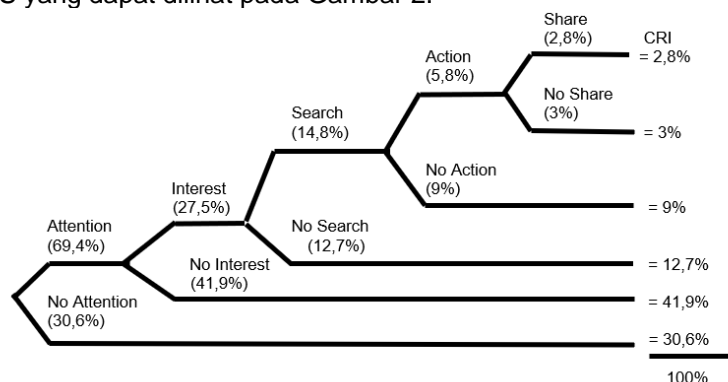 yang dapat dilihat pada Gambar 2.
Share
(2,8%)
CRI
= 2,8%
Action
(5,8%)
No Share
(3%)
= 3%
Search
(14,8%)
No Action
(9%)
= 9%
Interest
(27,5%)
No Search
(12,7%)
= 12,7%
Attention
(69,4%)
No Interest
(41,9%)
= 41,9%
No Attention
(30,6%)
= 30,6%
100%